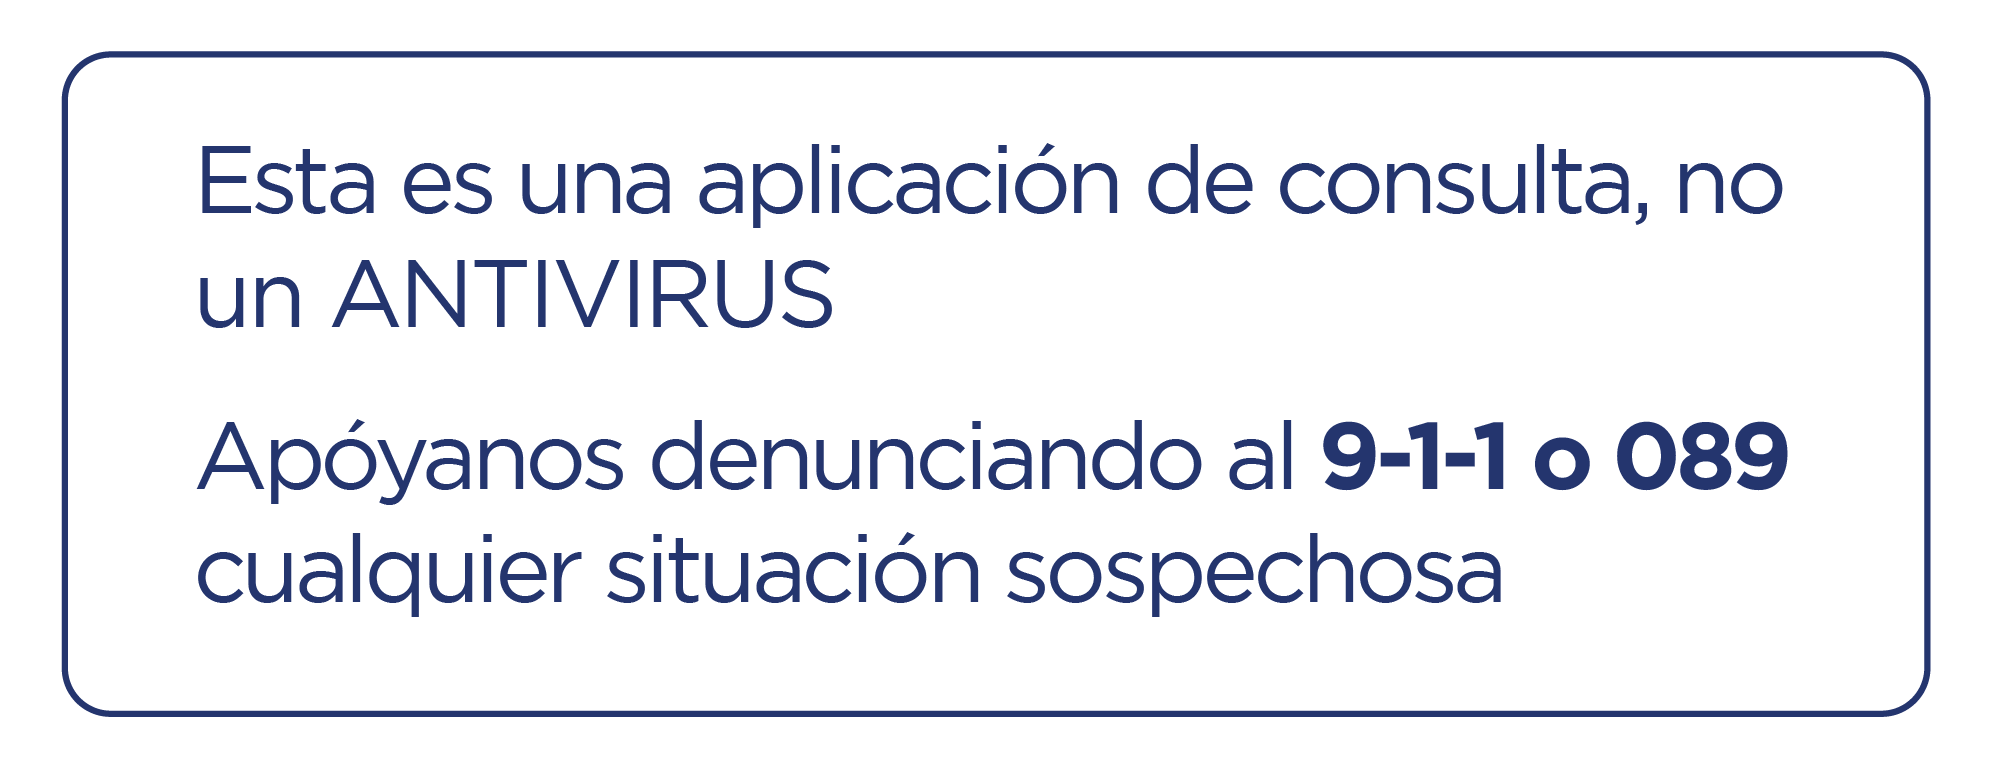 Esta es una aplicación de consulta, no
un ANTIVIRUS
Apóyanos denunciando al 9-1-1 o 089
cualquier situación sospechosa